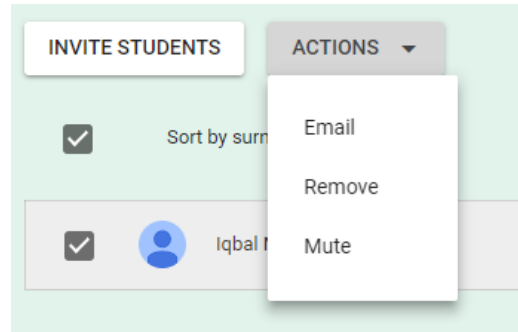 INVITE STUDENTS
ACTIONS
Sort by surn
Email
Remove
Iqbal
Mute